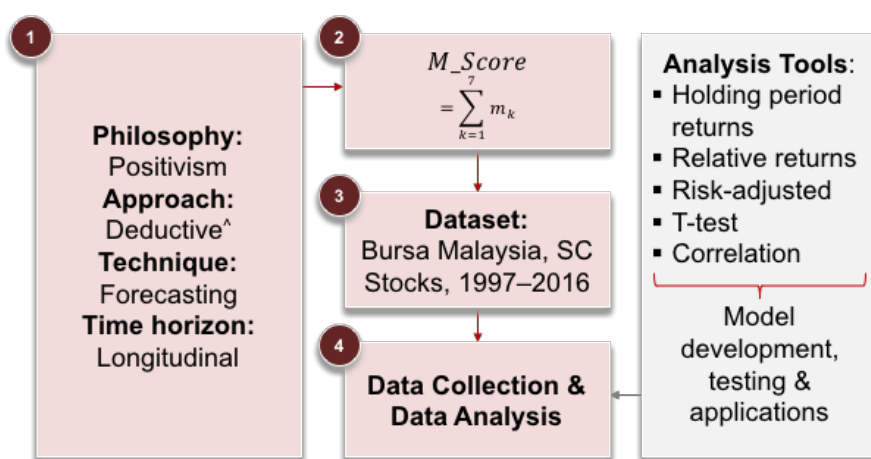 1
Philosophy:
Positivism
Approach:
Deductive^
Technique:
Forecasting
Time horizon:
Longitudinal
2
M_Score
7
= ∑ mₖ
k=1
3
Dataset:
Bursa Malaysia, SC
Stocks, 1997–2016
4
Data Collection &
Data Analysis
Analysis Tools:
▪ Holding period
returns
▪ Relative returns
▪ Risk-adjusted
▪ T-test
▪ Correlation
Model
development,
testing &
applications